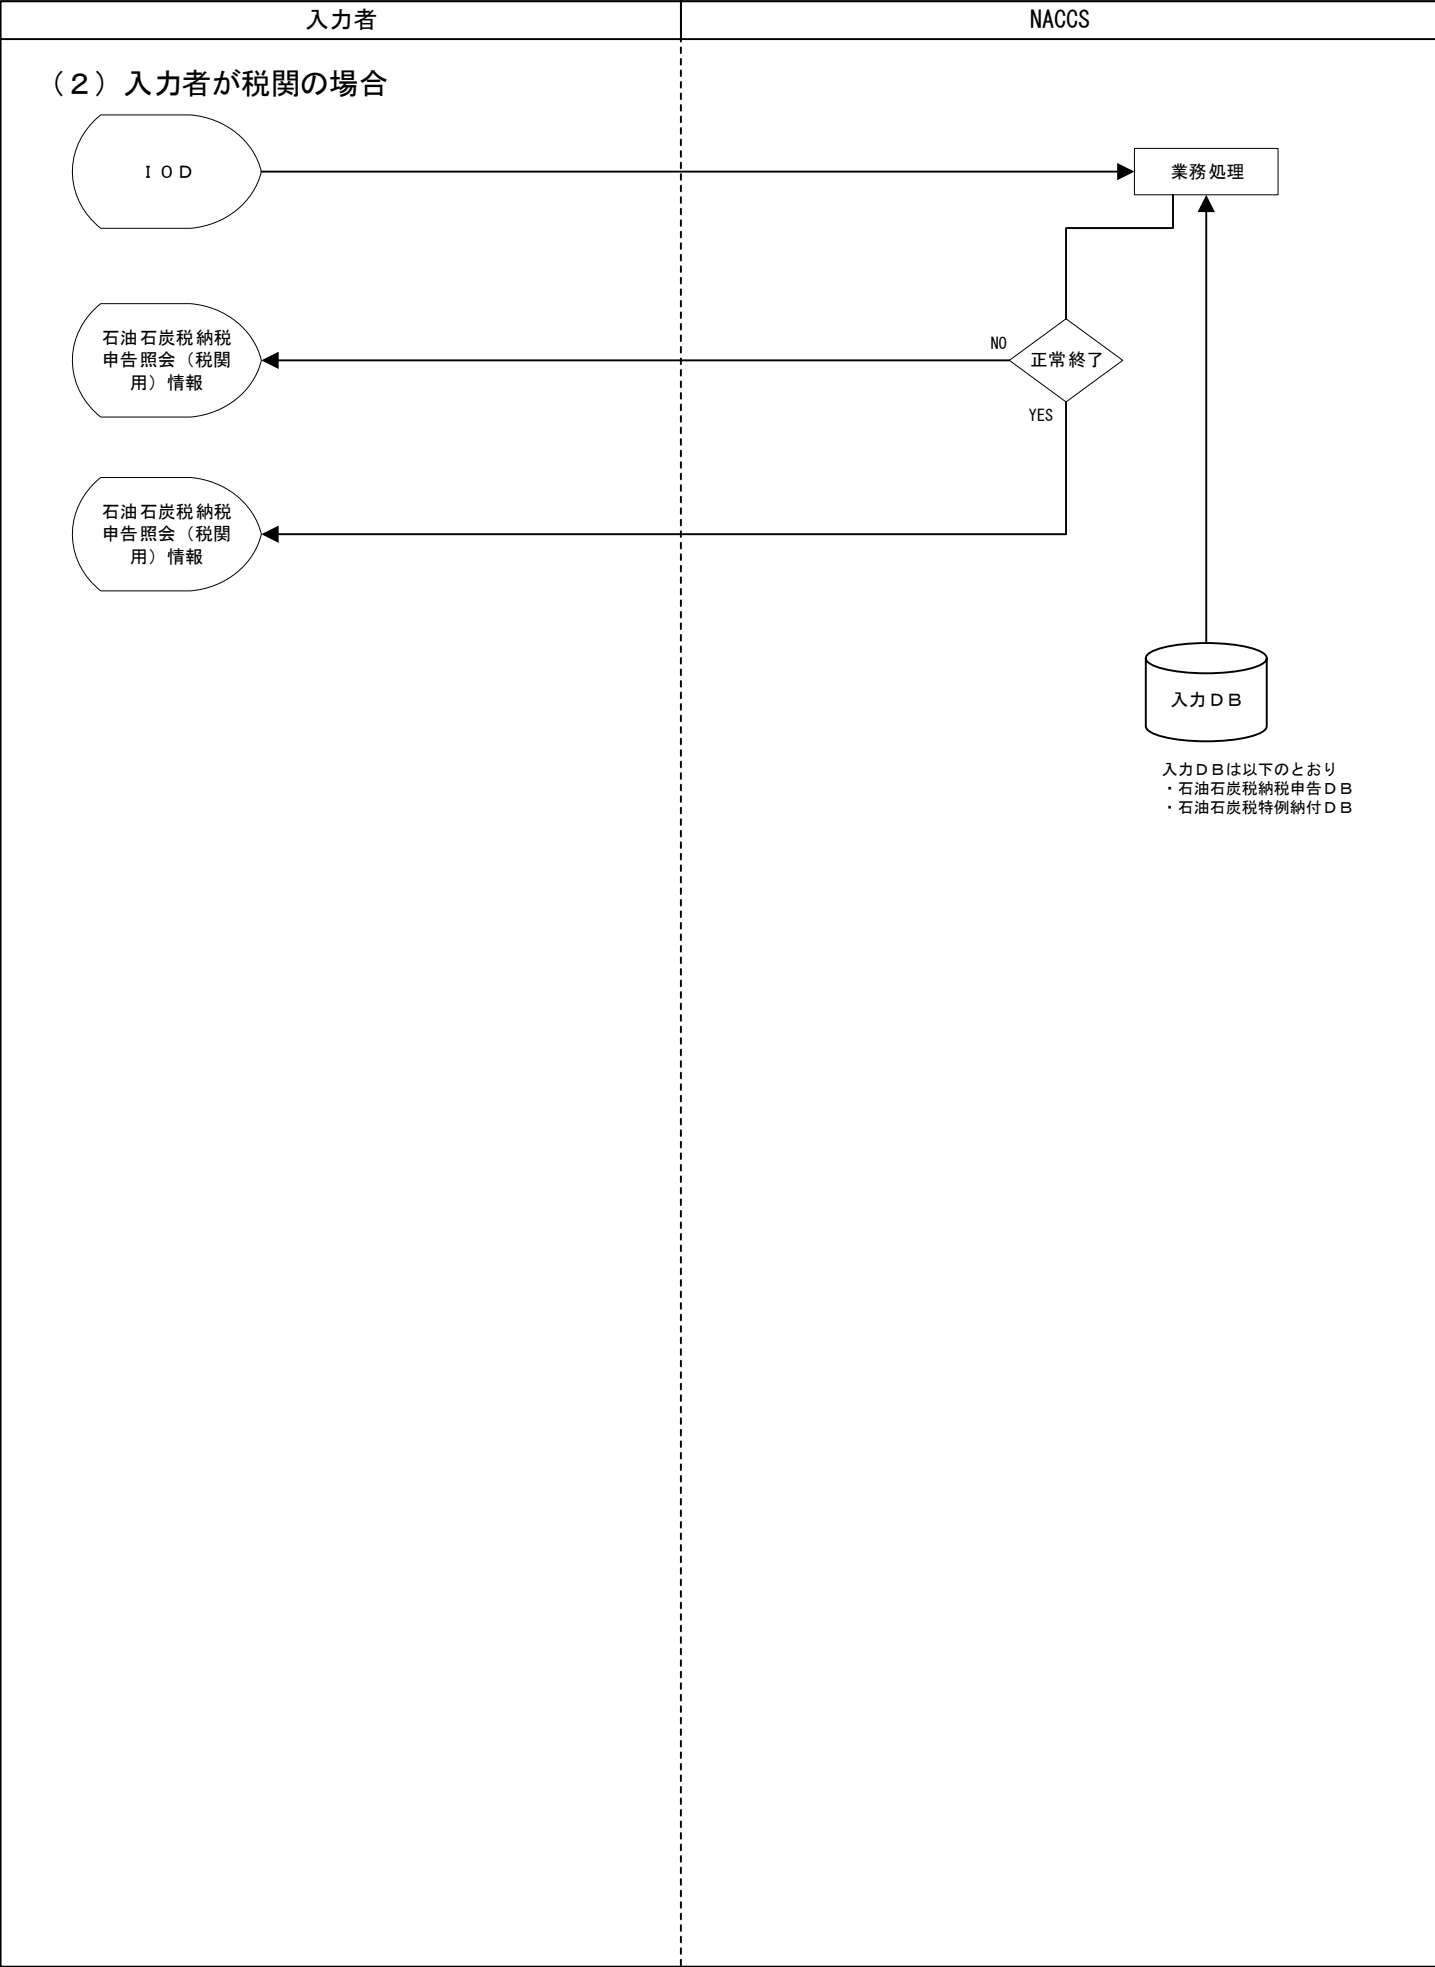 入力者
NACCS
（２）入力者が税関の場合
ＩＯＤ
業務処理
石油石炭税納税
申告照会（税関
用）情報
NO
正常終了
YES
石油石炭税納税
申告照会（税関
用）情報
入力ＤＢ
入力ＤＢは以下のとおり
・石油石炭税納税申告ＤＢ
・石油石炭税特例納付ＤＢ